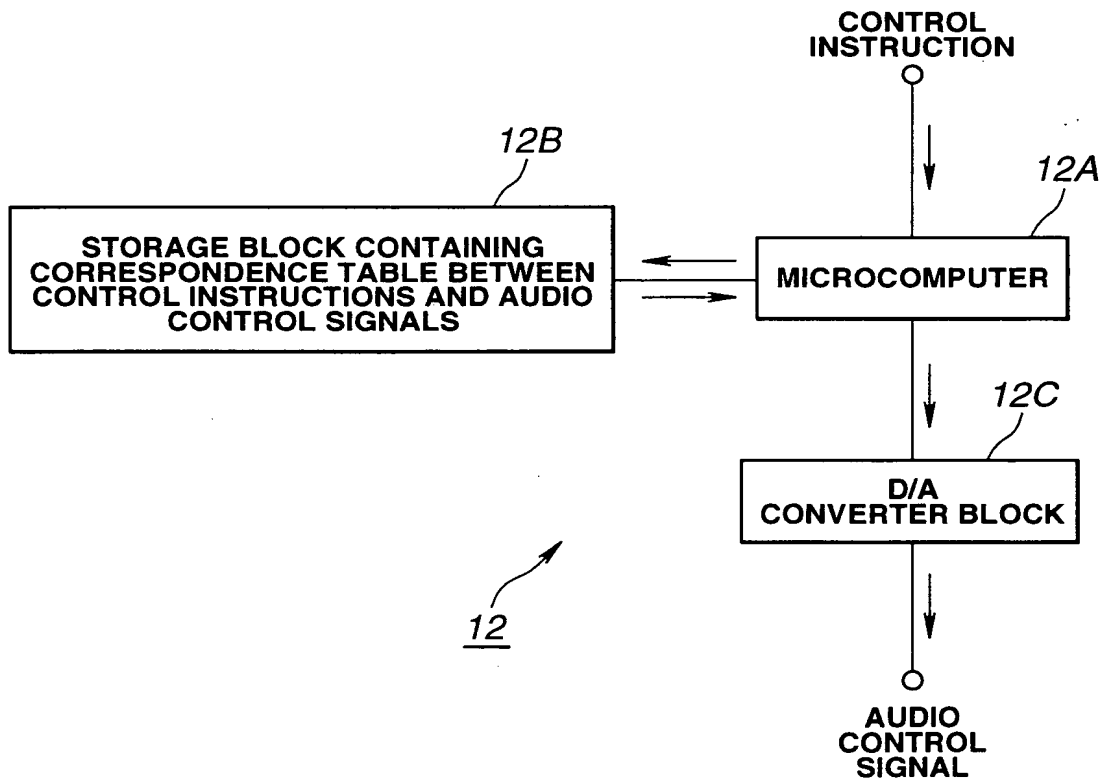 CONTROL
INSTRUCTION
12B
12A
STORAGE BLOCK CONTAINING
CORRESPONDENCE TABLE BETWEEN
CONTROL INSTRUCTIONS AND AUDIO
CONTROL SIGNALS
MICROCOMPUTER
12C
D/A
CONVERTER BLOCK
12
AUDIO
CONTROL
SIGNAL